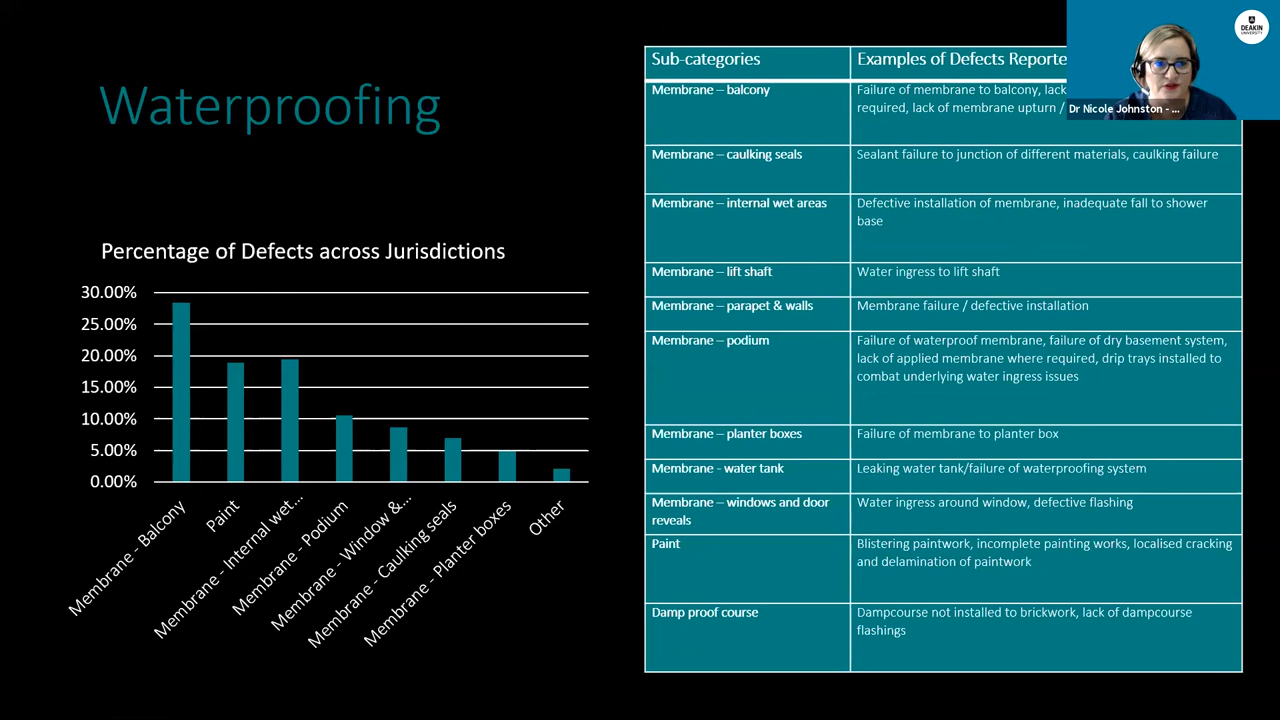 Waterproofing
Percentage of Defects across Jurisdictions
30.00%
25.00%
20.00%
15.00%
10.00%
5.00%
0.00%
Membrane - Balcony
Paint
Membrane - Internal wet...
Membrane - Podium
Membrane - Window &...
Membrane - Caulking seals
Membrane - Planter boxes
Other
Sub-categories
Examples of Defects Reporte
Membrane – balcony
Failure of membrane to balcony, lack
required, lack of membrane upturn /
Membrane – caulking seals
Sealant failure to junction of different materials, caulking failure
Membrane – internal wet areas
Defective installation of membrane, inadequate fall to shower
base
Membrane – lift shaft
Water ingress to lift shaft
Membrane – parapet & walls
Membrane failure / defective installation
Membrane – podium
Failure of waterproof membrane, failure of dry basement system,
lack of applied membrane where required, drip trays installed to
combat underlying water ingress issues
Membrane – planter boxes
Failure of membrane to planter box
Membrane - water tank
Leaking water tank/failure of waterproofing system
Membrane – windows and door
reveals
Water ingress around window, defective flashing
Paint
Blistering paintwork, incomplete painting works, localised cracking
and delamination of paintwork
Damp proof course
Dampcourse not installed to brickwork, lack of dampcourse
flashings
Dr Nicole Johnston - ...
DEAKIN
UNIVERSITY